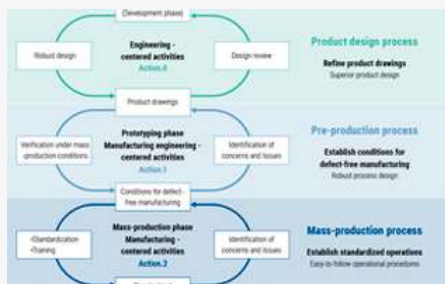 (Development phase)
Robust design
Engineering -
centered activities
Action.0
Design review
Product design process
Refine product drawings
Superior product design
Product drawings
Verification under mass
-production conditions
Prototyping phase
Manufacturing engineering -
centered activities
Action.1
Identification of
concerns and issues
Pre-production process
Establish conditions for
defect-free manufacturing
Robust process design
Conditions for defect-
free manufacturing
•Standardization
•Training
Mass-production phase
Manufacturing -
centered activities
Action.2
Identification of
concerns and issues
Mass-production process
Establish standardized operations
Easy-to-follow operational procedures